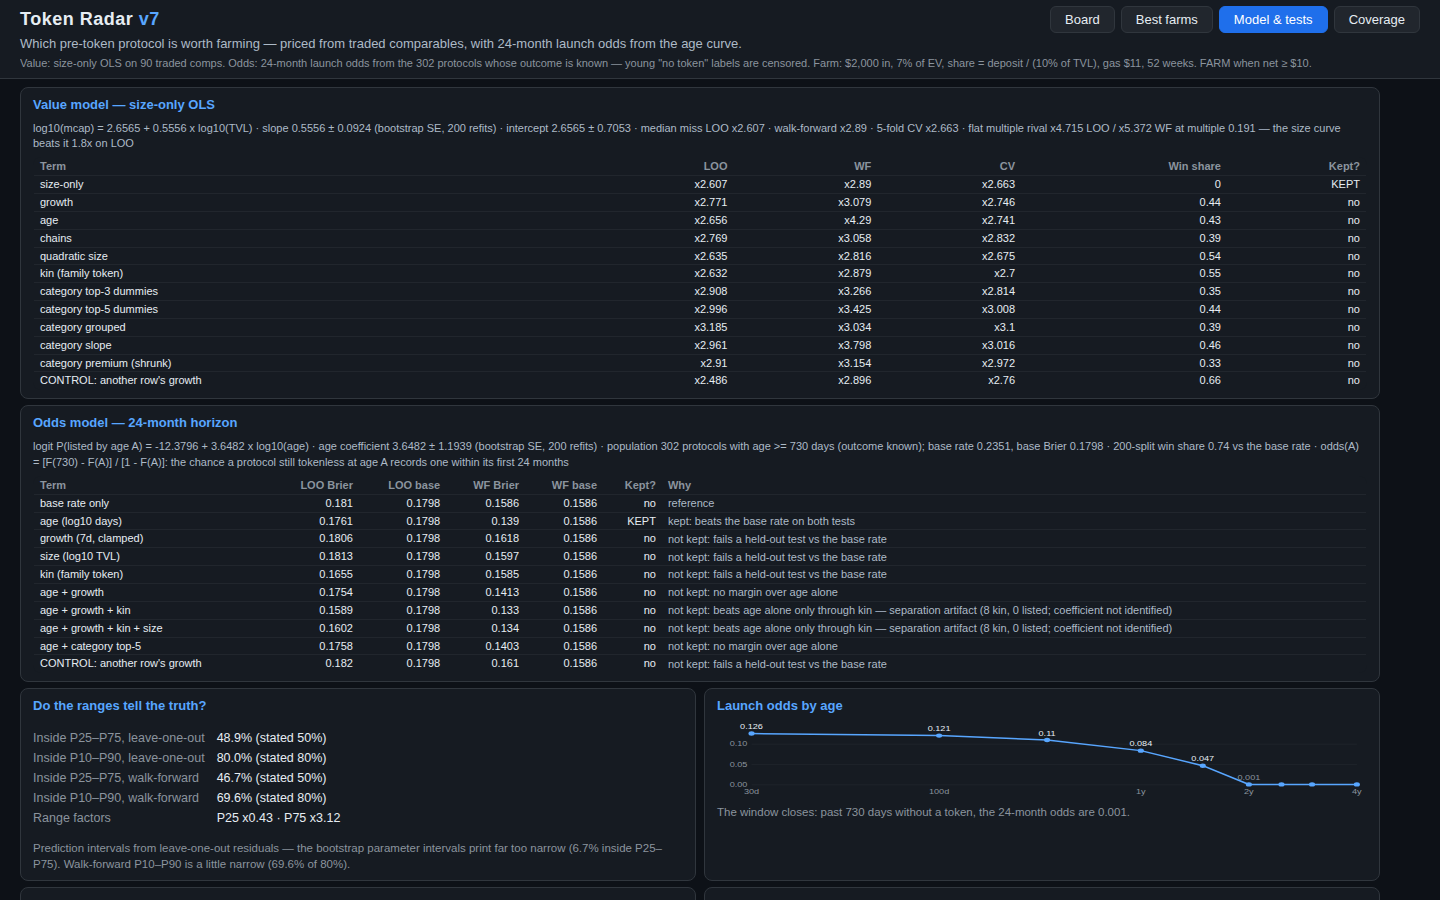 Token Radar v7
Board
Best farms
Model & tests
Coverage
Which pre-token protocol is worth farming — priced from traded comparables, with 24-month launch odds from the age curve.
Value: size-only OLS on 90 traded comps. Odds: 24-month launch odds from the 302 protocols whose outcome is known — young "no token" labels are censored. Farm: $2,000 in, 7% of EV, share = deposit / (10% of TVL), gas $11, 52 weeks. FARM when net ≥ $10.
Value model — size-only OLS
log10(mcap) = 2.6565 + 0.5556 x log10(TVL) · slope 0.5556 ± 0.0924 (bootstrap SE, 200 refits) · intercept 2.6565 ± 0.7053 · median miss LOO x2.607 · walk-forward x2.89 · 5-fold CV x2.663 · flat multiple rival x4.715 LOO / x5.372 WF at multiple 0.191 — the size curve
beats it 1.8x on LOO
Term LOO WF CV Win share Kept?
size-only x2.607 x2.89 x2.663 0 KEPT
growth x2.771 x3.079 x2.746 0.44 no
age x2.656 x4.29 x2.741 0.43 no
chains x2.769 x3.058 x2.832 0.39 no
quadratic size x2.635 x2.816 x2.675 0.54 no
kin (family token) x2.632 x2.879 x2.7 0.55 no
category top-3 dummies x2.908 x3.266 x2.814 0.35 no
category top-5 dummies x2.996 x3.425 x3.008 0.44 no
category grouped x3.185 x3.034 x3.1 0.39 no
category slope x2.961 x3.798 x3.016 0.46 no
category premium (shrunk) x2.91 x3.154 x2.972 0.33 no
CONTROL: another row's growth x2.486 x2.896 x2.76 0.66 no
Odds model — 24-month horizon
logit P(listed by age A) = -12.3796 + 3.6482 x log10(age) · age coefficient 3.6482 ± 1.1939 (bootstrap SE, 200 refits) · population 302 protocols with age >= 730 days (outcome known); base rate 0.2351, base Brier 0.1798 · 200-split win share 0.74 vs the base rate · odds(A)
= [F(730) - F(A)] / [1 - F(A)]: the chance a protocol still tokenless at age A records one within its first 24 months
Term LOO Brier LOO base WF Brier WF base Kept? Why
base rate only 0.181 0.1798 0.1586 0.1586 no reference
age (log10 days) 0.1761 0.1798 0.139 0.1586 KEPT kept: beats the base rate on both tests
growth (7d, clamped) 0.1806 0.1798 0.1618 0.1586 no not kept: fails a held-out test vs the base rate
size (log10 TVL) 0.1813 0.1798 0.1597 0.1586 no not kept: fails a held-out test vs the base rate
kin (family token) 0.1655 0.1798 0.1585 0.1586 no not kept: fails a held-out test vs the base rate
age + growth 0.1754 0.1798 0.1413 0.1586 no not kept: no margin over age alone
age + growth + kin 0.1589 0.1798 0.133 0.1586 no not kept: beats age alone only through kin — separation artifact (8 kin, 0 listed; coefficient not identified)
age + growth + kin + size 0.1602 0.1798 0.134 0.1586 no not kept: beats age alone only through kin — separation artifact (8 kin, 0 listed; coefficient not identified)
age + category top-5 0.1758 0.1798 0.1403 0.1586 no not kept: no margin over age alone
CONTROL: another row's growth 0.182 0.1798 0.161 0.1586 no not kept: fails a held-out test vs the base rate
Do the ranges tell the truth?
Inside P25–P75, leave-one-out 48.9% (stated 50%)
Inside P10–P90, leave-one-out 80.0% (stated 80%)
Inside P25–P75, walk-forward 46.7% (stated 50%)
Inside P10–P90, walk-forward 69.6% (stated 80%)
Range factors P25 x0.43 · P75 x3.12
Prediction intervals from leave-one-out residuals — the bootstrap parameter intervals print far too narrow (6.7% inside P25–
P75). Walk-forward P10–P90 is a little narrow (69.6% of 80%).
Launch odds by age
0.126
0.121
0.11
0.084
0.047
0.001
0.10
0.05
0.00
30d
100d
1y
2y
4y
The window closes: past 730 days without a token, the 24-month odds are 0.001.